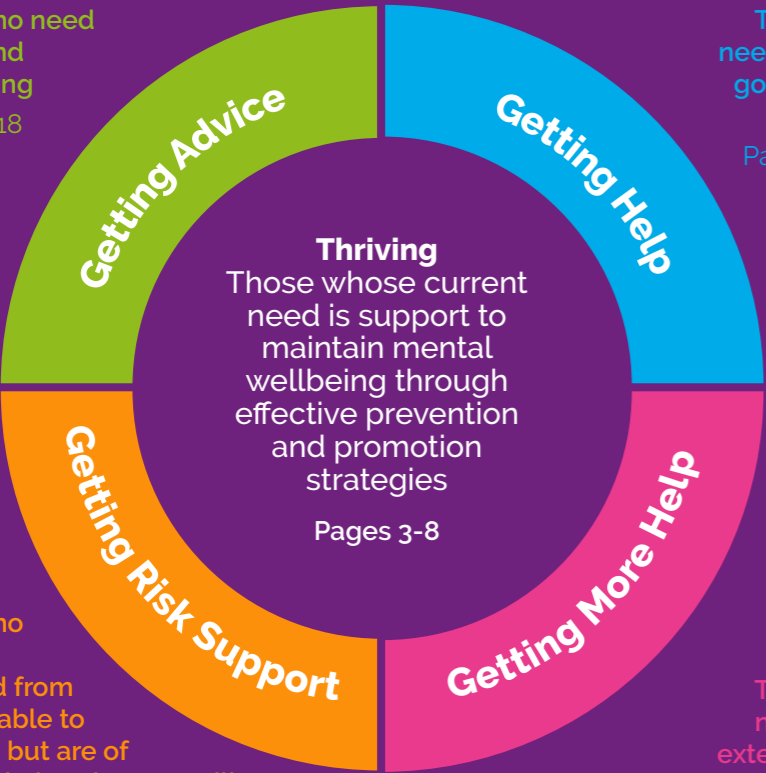 no need
nd
ng
18
Getting Advice
T
nee
go
Pa
Getting Help
Thriving
Those whose current
need is support to
maintain mental
wellbeing through
effective prevention
and promotion
strategies
Pages 3-8
Getting Risk Support
no
d from
able to
but are of
Getting More Help
T
n
exte